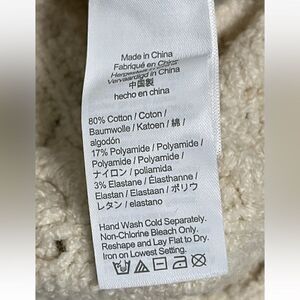 Made in China
Fabriqué en Chine
Hergestellt in China
Vervaardigd in China
中国製
hecho en china
80% Cotton / Coton /
Baumwolle / Katoen / 綿 /
algodón
17% Polyamide / Polyamide /
Polyamide / Polyamide /
ナイロン / poliamida
3% Elastane / Élasthanne /
Elastan / Elastaan / ポリウ
レタン / elastano
Hand Wash Cold Separately.
Non-Chlorine Bleach Only.
Reshape and Lay Flat to Dry.
Iron on Lowest Setting.